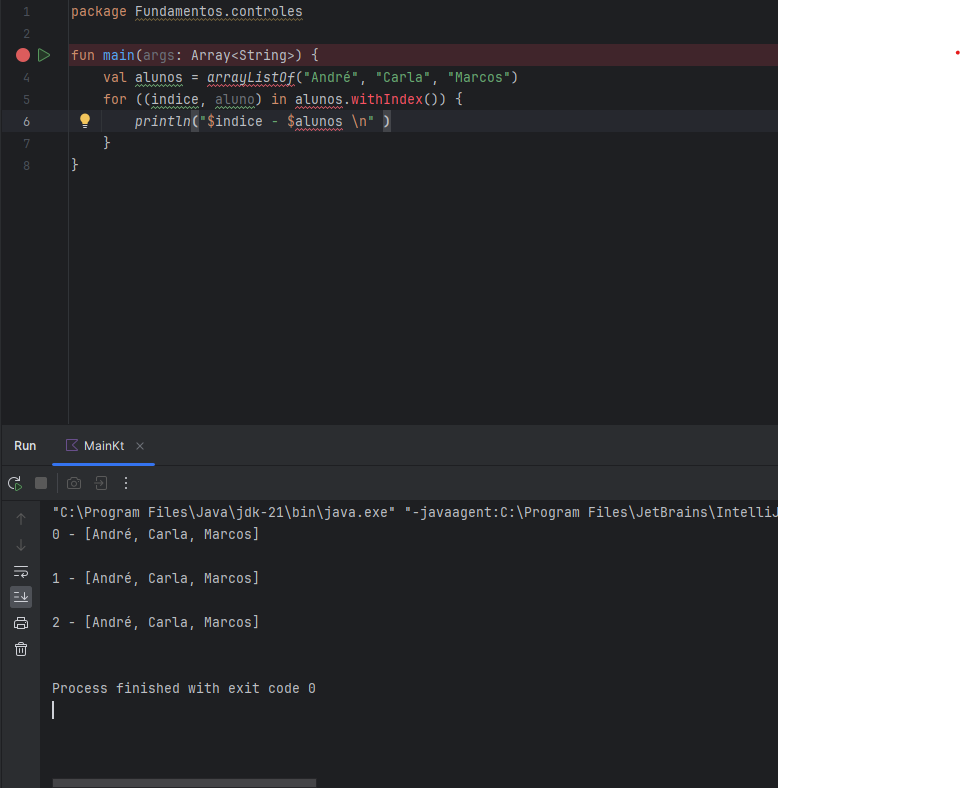 1 package Fundamentos.controles
2
fun main(args: Array<String>) {
4 val alunos = arrayListOf("André", "Carla", "Marcos")
5 for ((indice, aluno) in alunos.withIndex()) {
6 println("$indice - $alunos \n" )
7 }
8 }
Run MainKt
"C:\Program Files\Java\jdk-21\bin\java.exe" "-javaagent:C:\Program Files\JetBrains\IntelliJ
0 - [André, Carla, Marcos]
1 - [André, Carla, Marcos]
2 - [André, Carla, Marcos]
Process finished with exit code 0